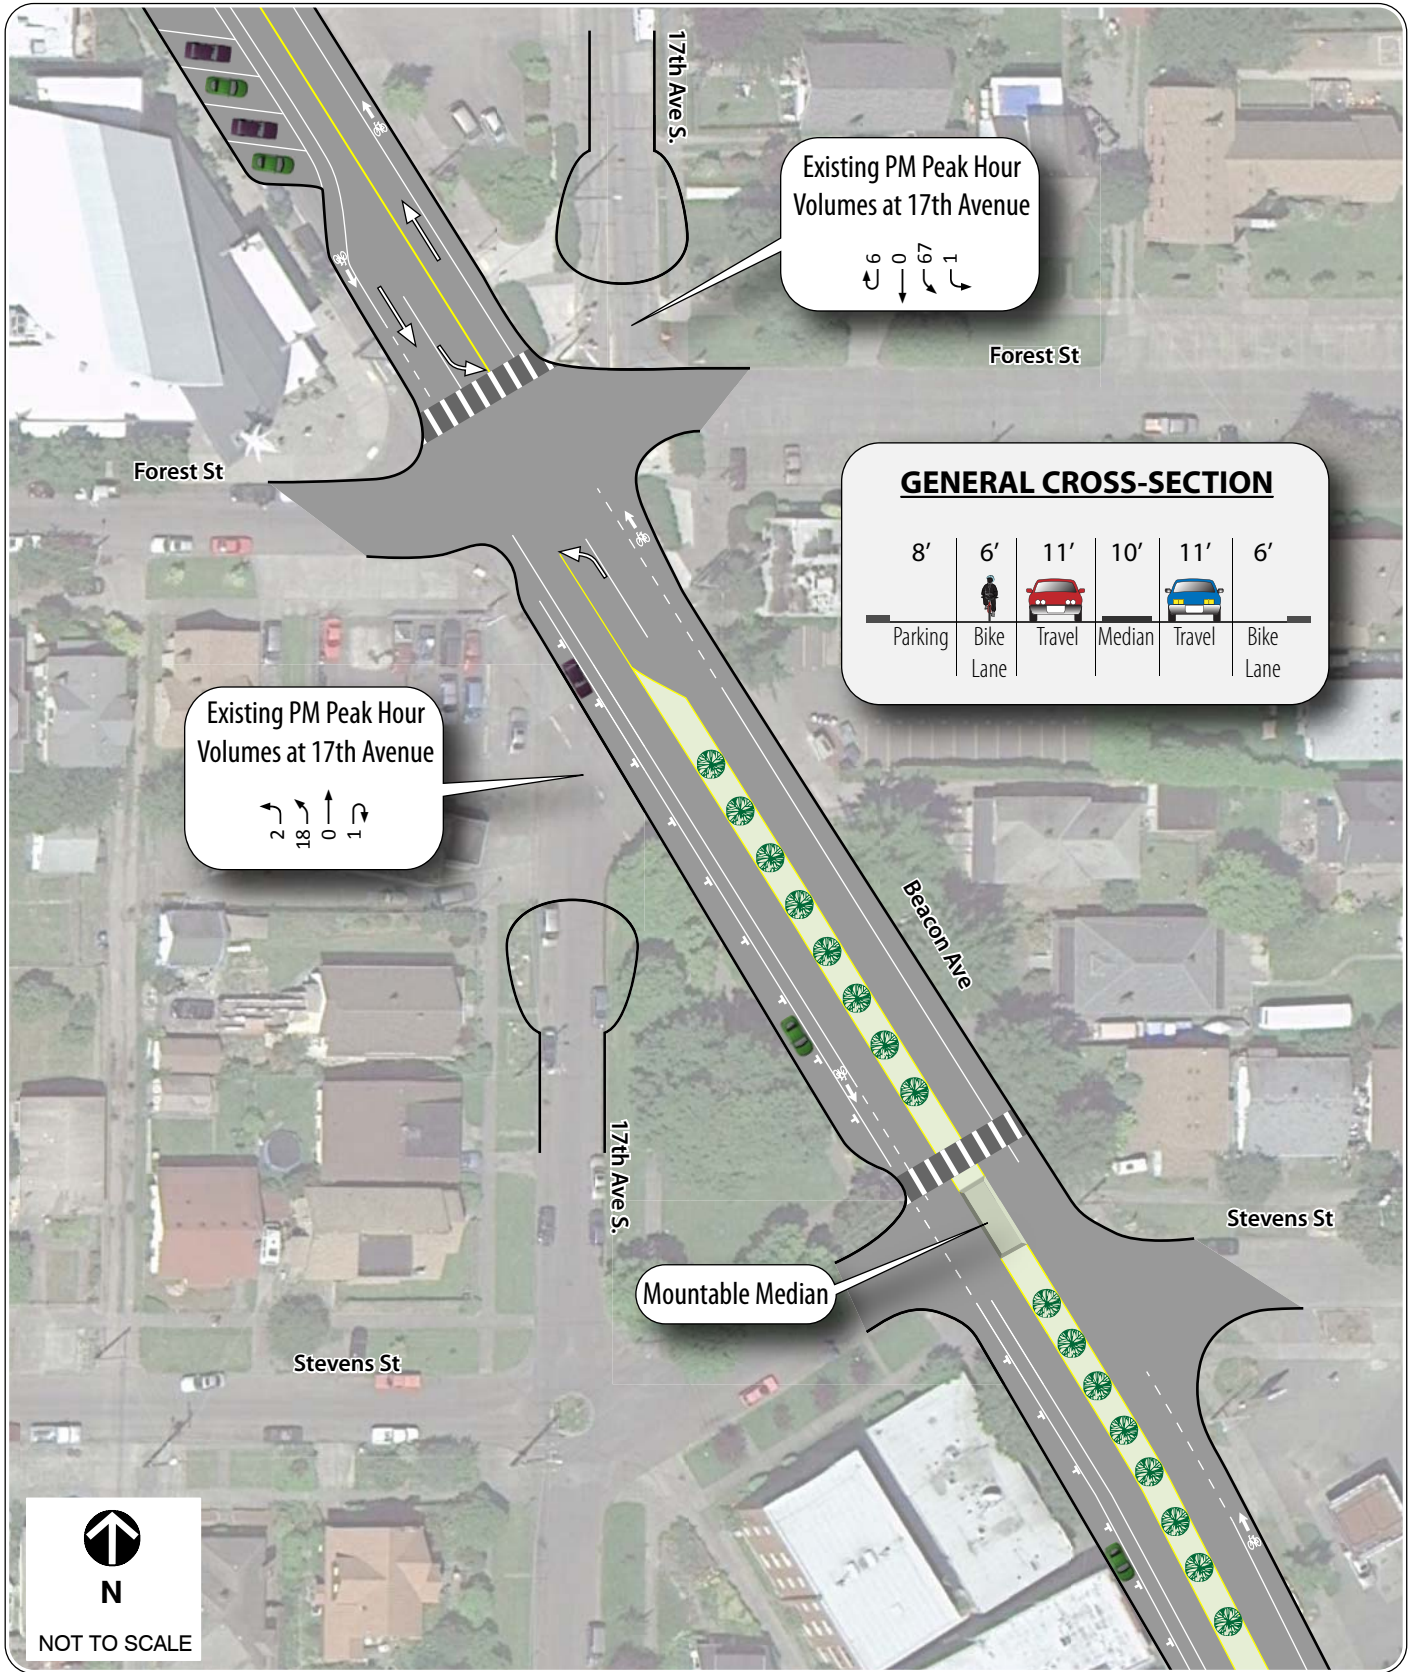 17th Ave S.
Existing PM Peak Hour
Volumes at 17th Avenue
6 0 67 1
Forest St
Forest St
GENERAL CROSS-SECTION
8’ 6’ 11’ 10’ 11’ 6’
Parking Bike Travel Median Travel Bike
Lane Lane
Existing PM Peak Hour
Volumes at 17th Avenue
2 18 0 1
Beacon Ave
17th Ave S.
Stevens St
Mountable Median
Stevens St
N
NOT TO SCALE